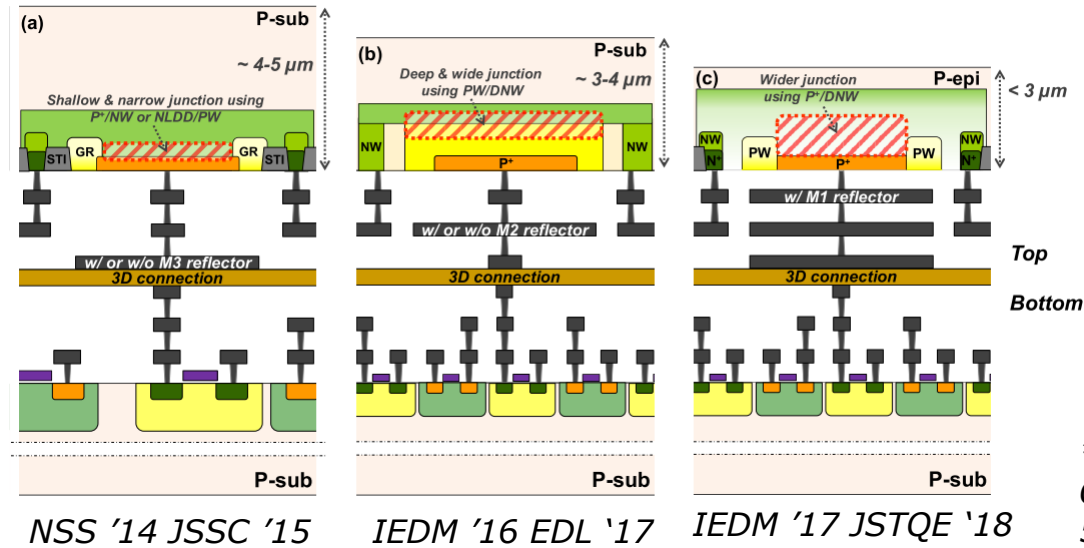 (a)
P-sub
~ 4-5 μm
Shallow & narrow junction using
P⁺/NW or NLDD/PW
STI
GR
GR
STI
w/ or w/o M3 reflector
3D connection
P-sub
NSS ’14 JSSC ’15
(b)
P-sub
~ 3-4 μm
Deep & wide junction
using PW/DNW
NW
NW
P⁺
w/ or w/o M2 reflector
3D connection
P-sub
IEDM ’16 EDL ‘17
(c)
P-epi
< 3 μm
Wider junction
using P⁺/DNW
NW
N⁺
PW
PW
NW
N⁺
P⁺
w/ M1 reflector
3D connection
Top
Bottom
P-sub
IEDM ’17 JSTQE ‘18